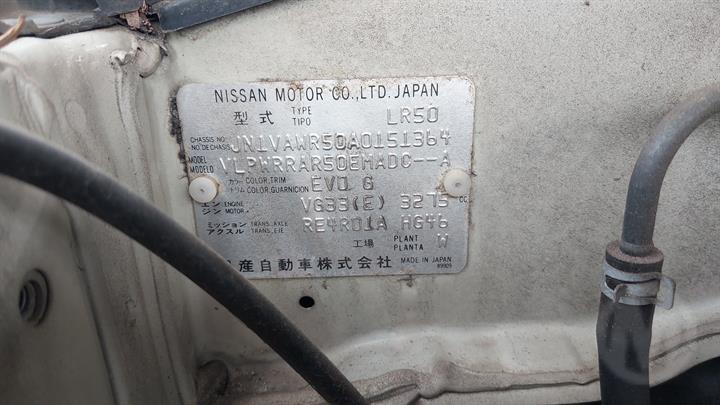 NISSAN MOTOR CO.,LTD. JAPAN
型式 TYPE TIPO LR50
CHASSIS NO. NO. DE CHASIS JN1VAWR50A0151364
MODEL MODELO VLPWRRAR50EMADC--A
カラー COLOR, TRIM トリム COLOR, GUARNICION EV0 G
エンジン ENGINE MOTOR VG33(E) 3275 cc
ミッション アクスル TRANS., AXLE TRANS., EJE RE4R01A HG46
工場 PLANT PLANTA W
産自動車株式会社 MADE IN JAPAN